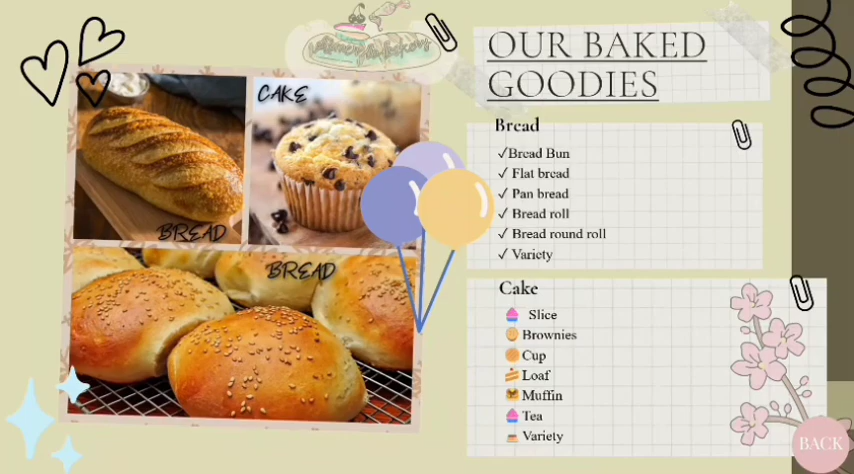 OUR BAKED
GOODIES
CAKE
BREAD
BREAD
Bread
✓Bread Bun
✓ Flat bread
✓ Pan bread
✓ Bread roll
✓ Bread round roll
✓ Variety
Cake
Slice
Brownies
Cup
Loaf
Muffin
Tea
Variety
BACK